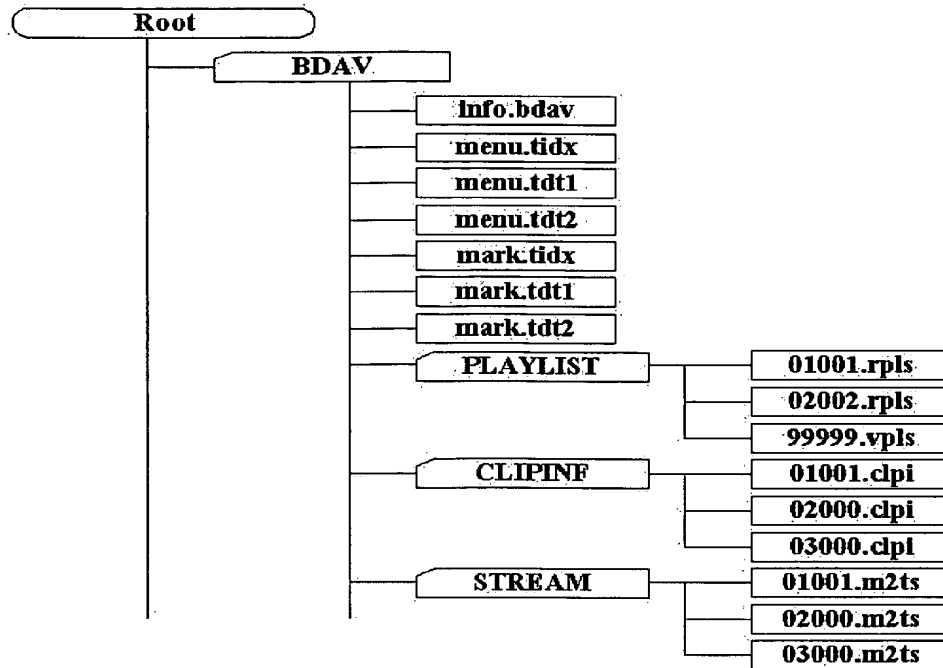 Root
BDAV
info.bdav
menu.tidx
menu.tdt1
menu.tdt2
mark.tidx
mark.tdt1
mark.tdt2
PLAYLIST
01001.rpls
02002.rpls
99999.vpls
CLIPINF
01001.clpi
02000.clpi
03000.clpi
STREAM
01001.m2ts
02000.m2ts
03000.m2ts